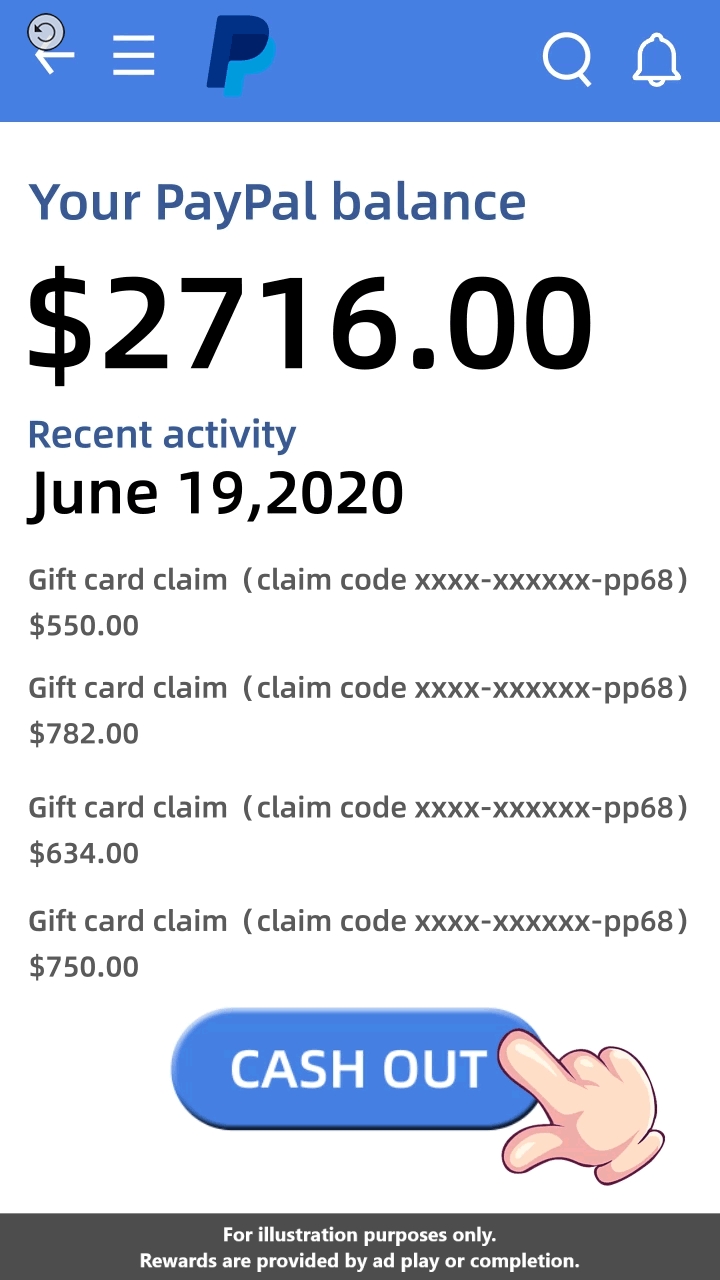 Your PayPal balance
$2716.00
Recent activity
June 19,2020
Gift card claim（claim code xxxx-xxxxxx-pp68）
$550.00
Gift card claim（claim code xxxx-xxxxxx-pp68）
$782.00
Gift card claim（claim code xxxx-xxxxxx-pp68）
$634.00
Gift card claim（claim code xxxx-xxxxxx-pp68）
$750.00
CASH OUT
For illustration purposes only.
Rewards are provided by ad play or completion.